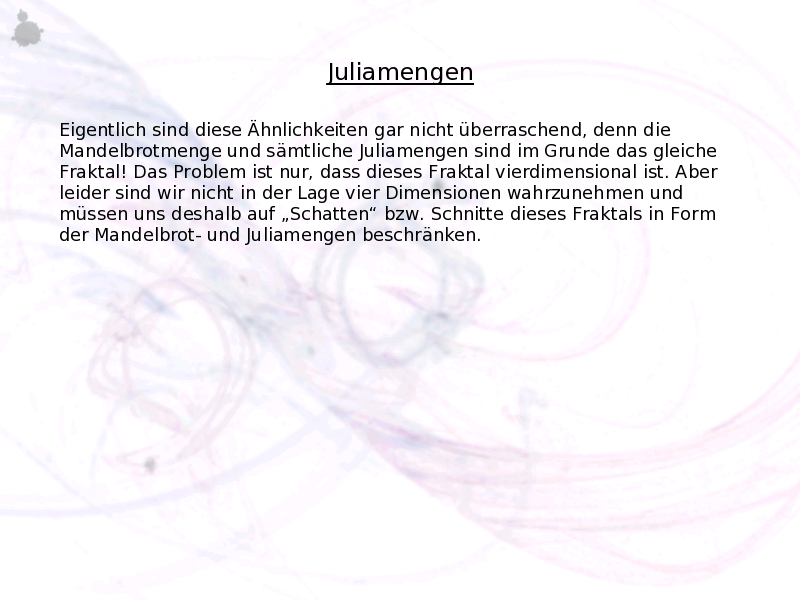 Juliamengen
Eigentlich sind diese Ähnlichkeiten gar nicht überraschend, denn die
Mandelbrotmenge und sämtliche Juliamengen sind im Grunde das gleiche
Fraktal! Das Problem ist nur, dass dieses Fraktal vierdimensional ist. Aber
leider sind wir nicht in der Lage vier Dimensionen wahrzunehmen und
müssen uns deshalb auf „Schatten“ bzw. Schnitte dieses Fraktals in Form
der Mandelbrot- und Juliamengen beschränken.